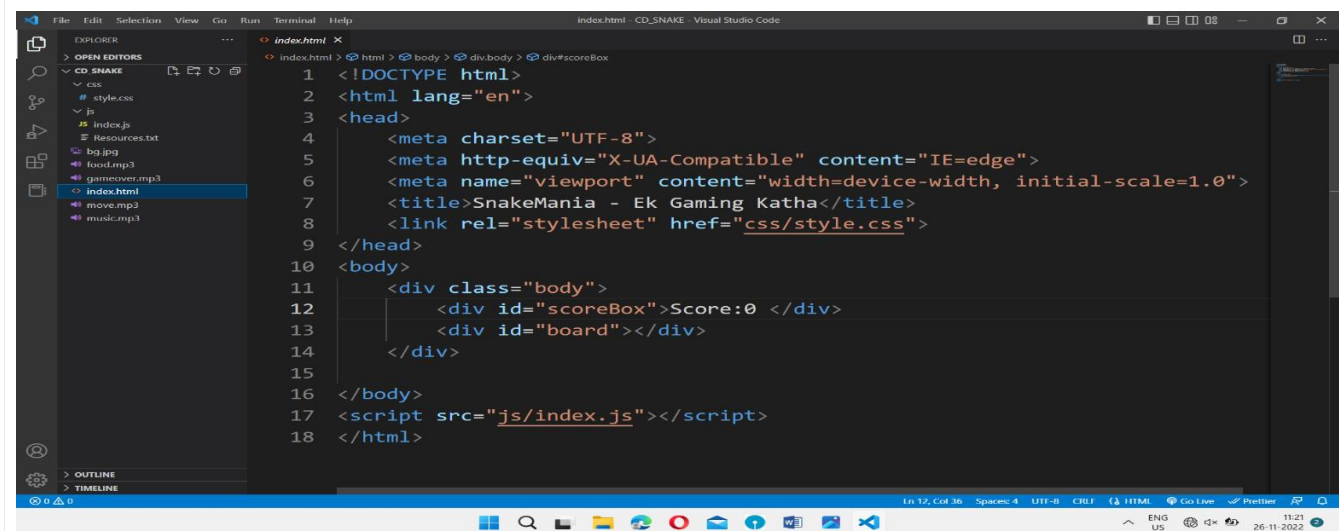 File Edit Selection View Go Run Terminal Help index.html - CD_SNAKE - Visual Studio Code
EXPLORER ···
> OPEN EDITORS
CD_SNAKE
css
# style.css
js
JS index.js
Resources.txt
bg.jpg
food.mp3
gameover.mp3
<> index.html
move.mp3
music.mp3
> OUTLINE
> TIMELINE
<> index.html ×
<> index.html > html > body > div.body > div#scoreBox
1 <!DOCTYPE html>
2 <html lang="en">
3 <head>
4 <meta charset="UTF-8">
5 <meta http-equiv="X-UA-Compatible" content="IE=edge">
6 <meta name="viewport" content="width=device-width, initial-scale=1.0">
7 <title>SnakeMania - Ek Gaming Katha</title>
8 <link rel="stylesheet" href="css/style.css">
9 </head>
10 <body>
11 <div class="body">
12 <div id="scoreBox">Score:0 </div>
13 <div id="board"></div>
14 </div>
15
16 </body>
17 <script src="js/index.js"></script>
18 </html>
0 0 Ln 12, Col 36 Spaces: 4 UTF-8 CRLF HTML Go Live Prettier
ENG 11:21
US 26-11-2022 2